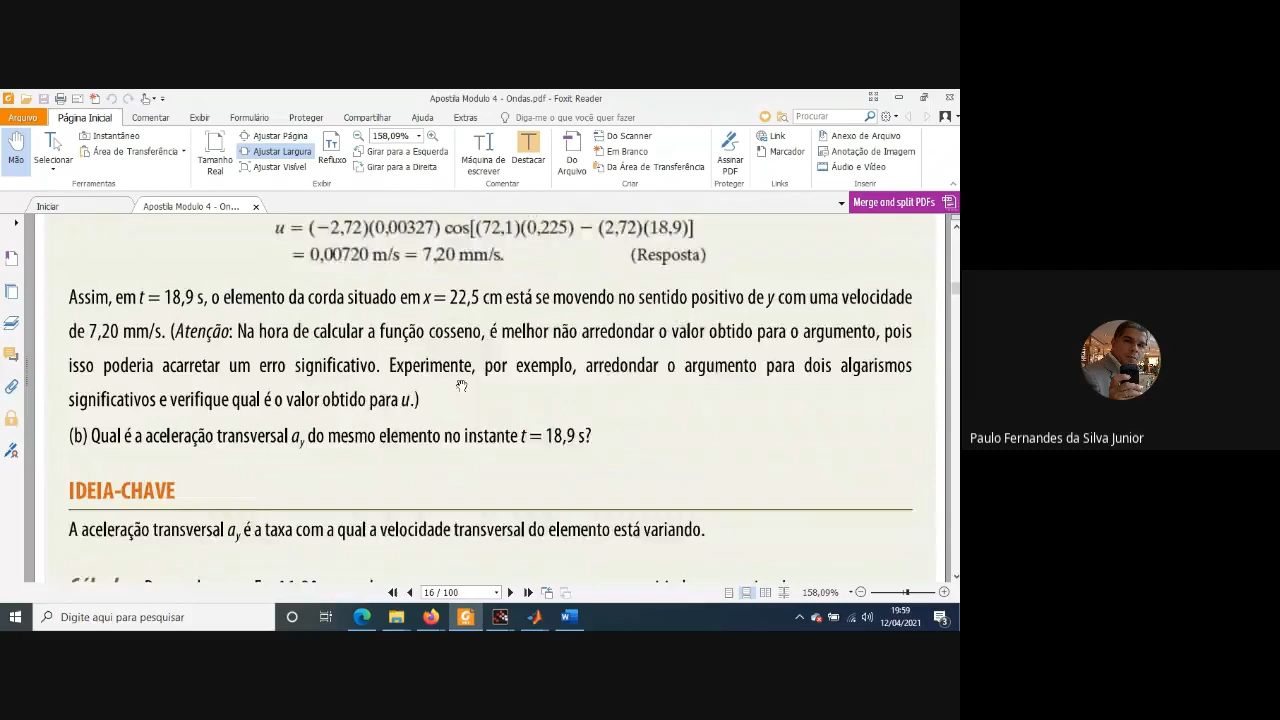 Apostila Modulo 4 - Ondas.pdf - Foxit Reader
Arquivo Página Inicial Comentar Exibir Formulário Proteger Compartilhar Ajuda Extras Diga-me o que você quer fazer Procurar
Mão
Selecionar
Instantâneo
Área de Transferência
Ferramentas
Tamanho Real
Ajustar Página
Ajustar Largura
Ajustar Visível
Refluxo
158,09%
Girar para a Esquerda
Girar para a Direita
Exibir
Máquina de escrever
Destacar
Comentar
Do Arquivo
Do Scanner
Em Branco
Da Área de Transferência
Criar
Assinar PDF
Proteger
Link
Marcador
Links
Anexo de Arquivo
Anotação de Imagem
Áudio e Vídeo
Inserir
Iniciar Apostila Modulo 4 - On... Merge and split PDFs
u = (−2,72)(0,00327) cos[(72,1)(0,225) − (2,72)(18,9)]
= 0,00720 m/s = 7,20 mm/s. (Resposta)
Assim, em t = 18,9 s, o elemento da corda situado em x = 22,5 cm está se movendo no sentido positivo de y com uma velocidade
de 7,20 mm/s. (Atenção: Na hora de calcular a função cosseno, é melhor não arredondar o valor obtido para o argumento, pois
isso poderia acarretar um erro significativo. Experimente, por exemplo, arredondar o argumento para dois algarismos
significativos e verifique qual é o valor obtido para u.)
(b) Qual é a aceleração transversal ay do mesmo elemento no instante t = 18,9 s?
IDEIA-CHAVE
A aceleração transversal ay é a taxa com a qual a velocidade transversal do elemento está variando.
16 / 100
158,09%
Digite aqui para pesquisar
19:59
12/04/2021
3
Paulo Fernandes da Silva Junior